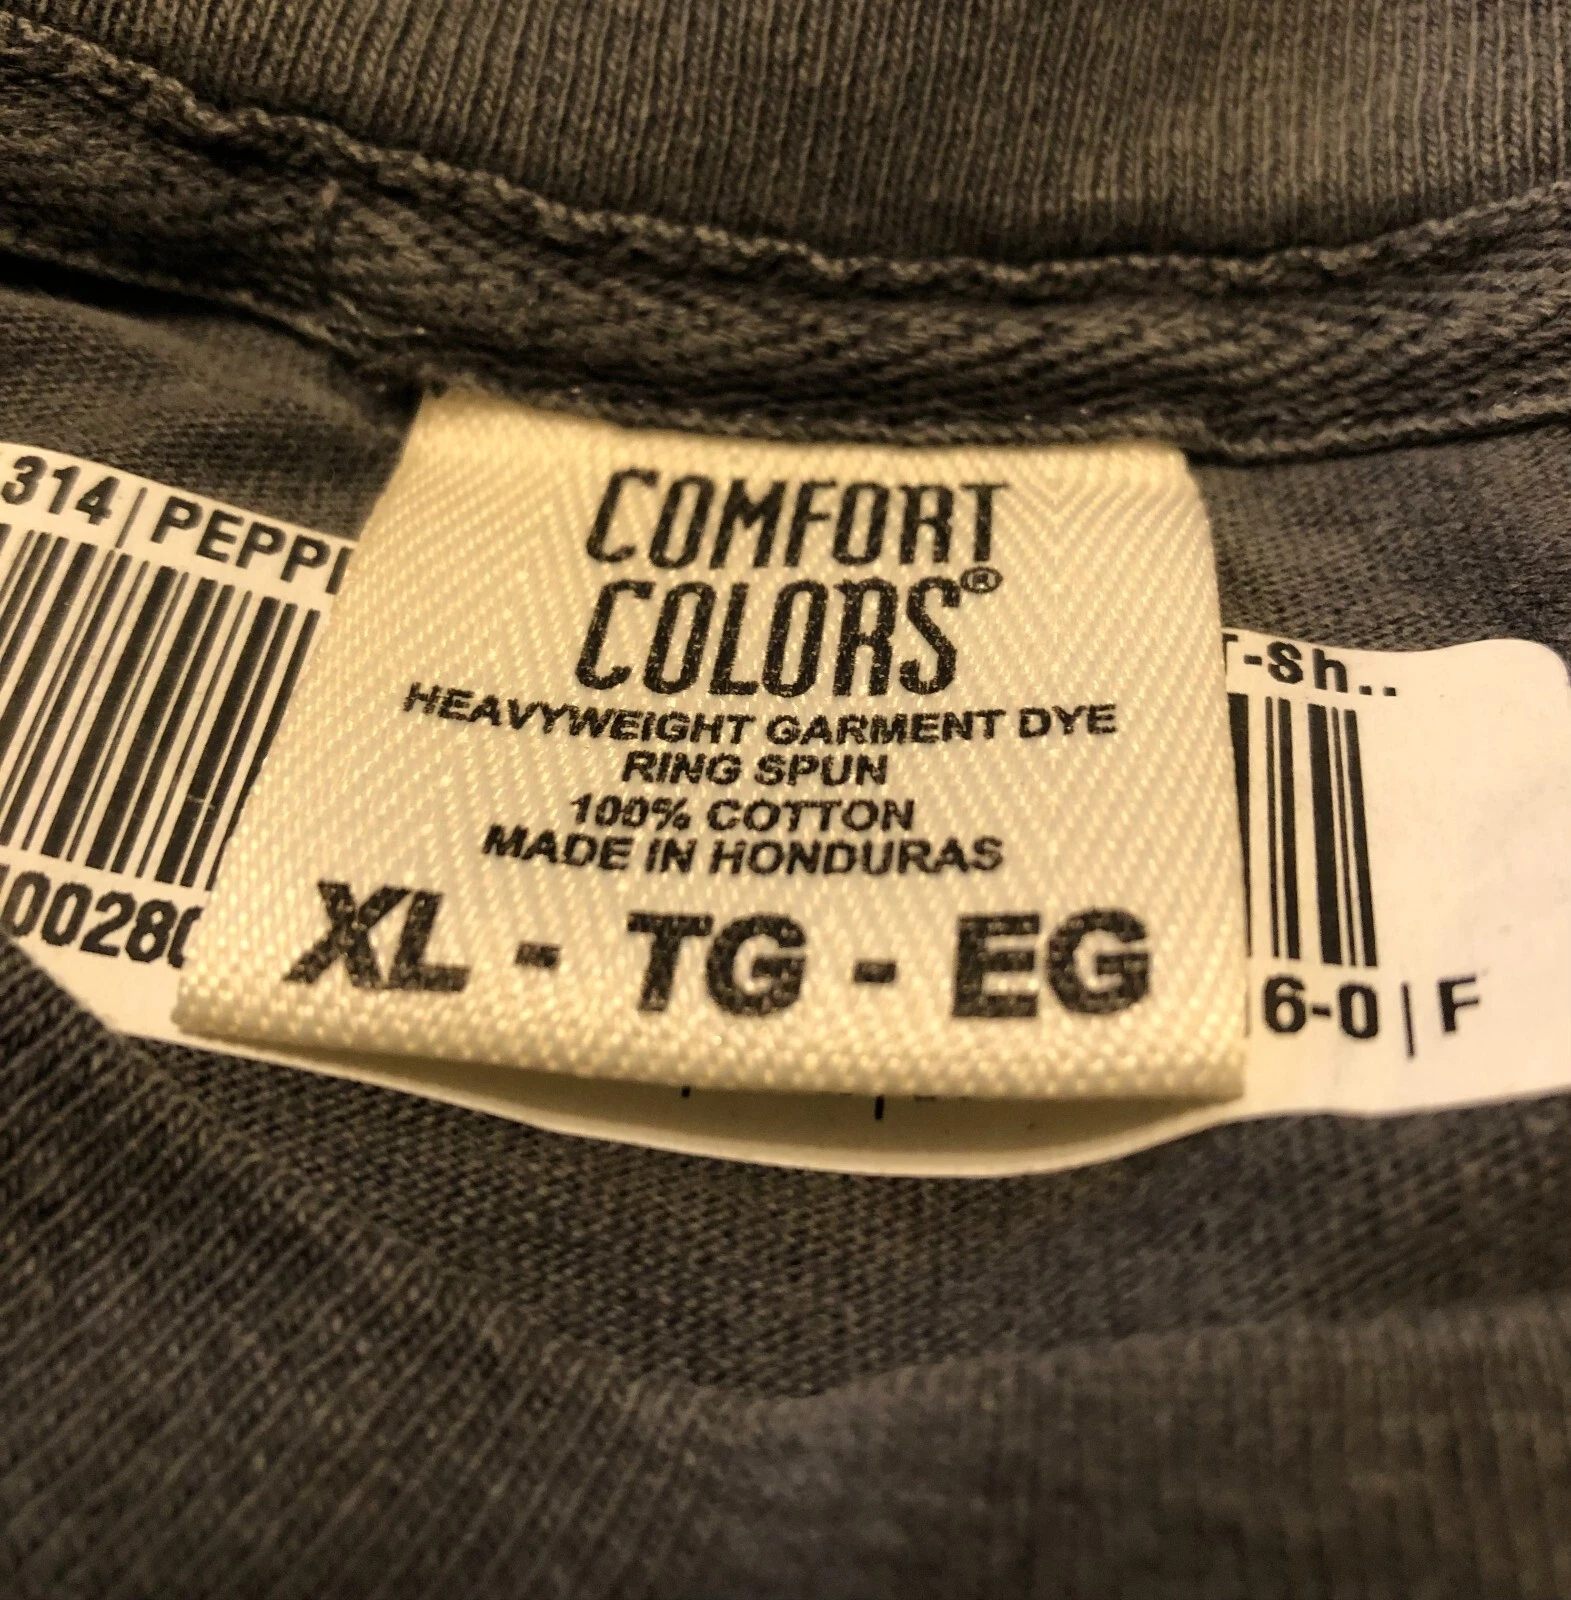 314 | PEPP
COMFORT
COLORS®
HEAVYWEIGHT GARMENT DYE
RING SPUN
100% COTTON
MADE IN HONDURAS
XL - TG - EG
T-Sh..
00280
6-0 | F